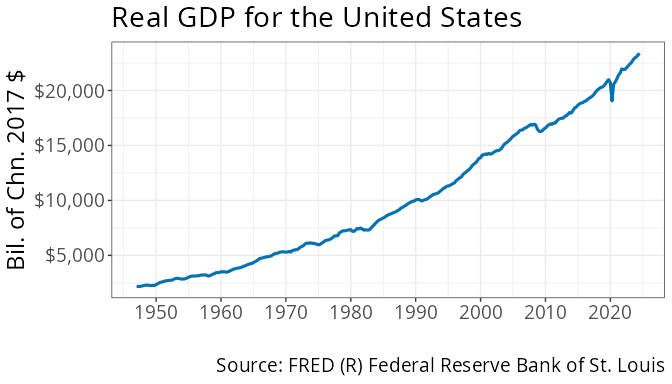 Real GDP for the United States
Bil. of Chn. 2017 $
$20,000
$15,000
$10,000
$5,000
1950 1960 1970 1980 1990 2000 2010 2020
Source: FRED (R) Federal Reserve Bank of St. Louis